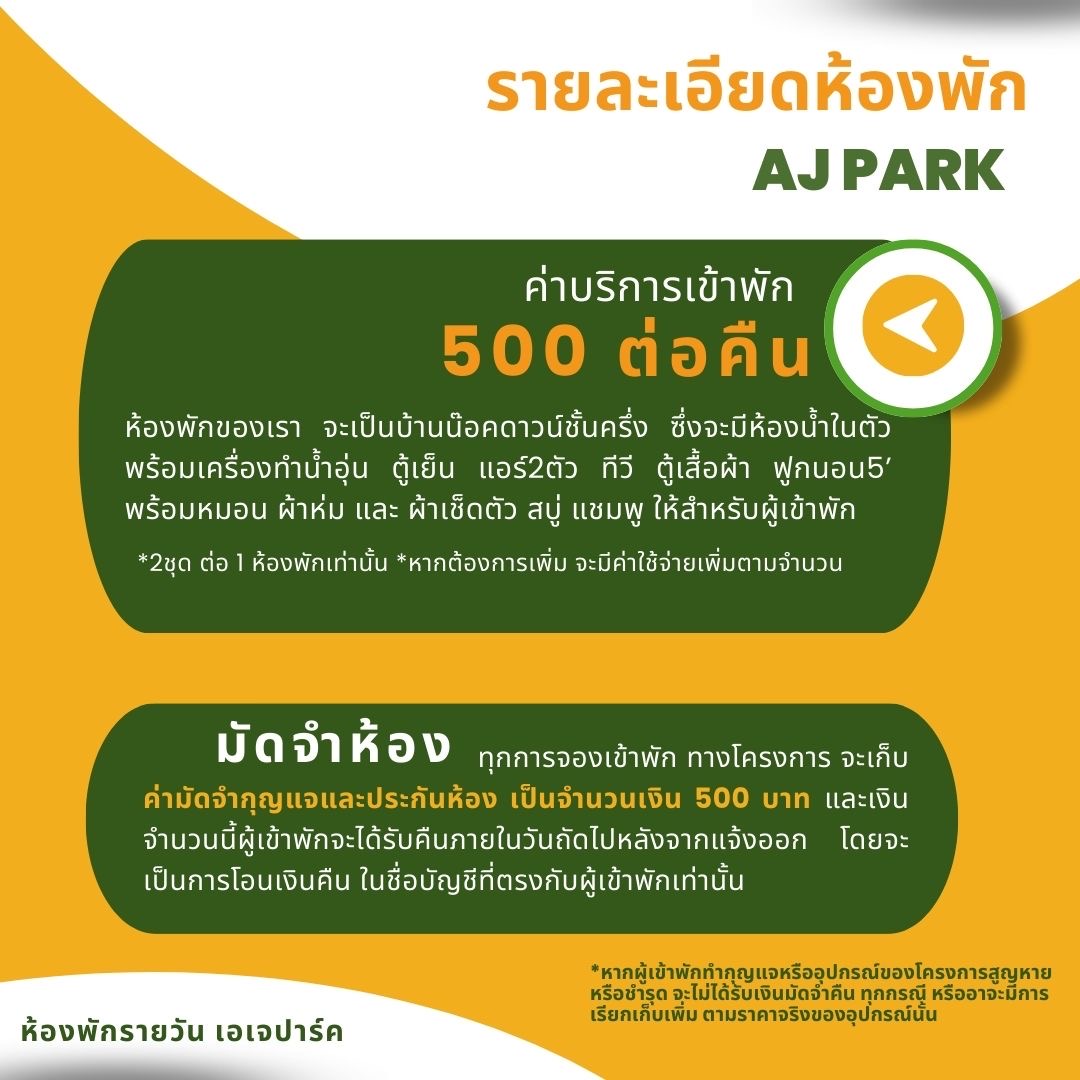 รายละเอียดห้องพัก
AJ PARK
ค่าบริการเข้าพัก
500 ต่อคืน
ห้องพักของเรา จะเป็นบ้านน๊อคดาวน์ชั้นครึ่ง ซึ่งจะมีห้องน้ำในตัว
พร้อมเครื่องทำน้ำอุ่น ตู้เย็น แอร์2ตัว ทีวี ตู้เสื้อผ้า ฟูกนอน5’
พร้อมหมอน ผ้าห่ม และ ผ้าเช็ดตัว สบู่ แชมพู ให้สำหรับผู้เข้าพัก
*2ชุด ต่อ 1 ห้องพักเท่านั้น *หากต้องการเพิ่ม จะมีค่าใช้จ่ายเพิ่มตามจำนวน
มัดจำห้อง ทุกการจองเข้าพัก ทางโครงการ จะเก็บ
ค่ามัดจำกุญแจและประกันห้อง เป็นจำนวนเงิน 500 บาท และเงิน
จำนวนนี้ผู้เข้าพักจะได้รับคืนภายในวันถัดไปหลังจากแจ้งออก โดยจะ
เป็นการโอนเงินคืน ในชื่อบัญชีที่ตรงกับผู้เข้าพักเท่านั้น
*หากผู้เข้าพักทำกุญแจหรืออุปกรณ์ของโครงการสูญหาย
หรือชำรุด จะไม่ได้รับเงินมัดจำคืน ทุกกรณี หรืออาจะมีการ
เรียกเก็บเพิ่ม ตามราคาจริงของอุปกรณ์นั้น
ห้องพักรายวัน เอเจปาร์ค